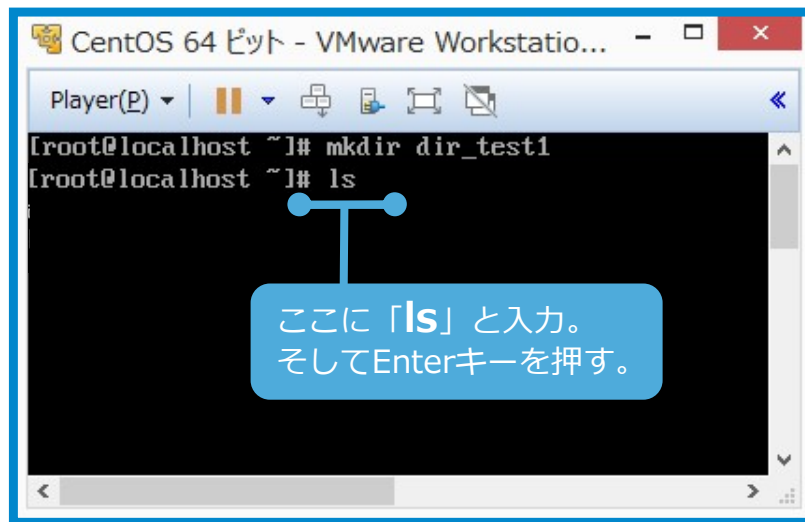 CentOS 64 ビット - VMware Workstatio...
Player(P)
[root@localhost ~]# mkdir dir_test1
[root@localhost ~]# ls
ここに「ls」と入力。
そしてEnterキーを押す。